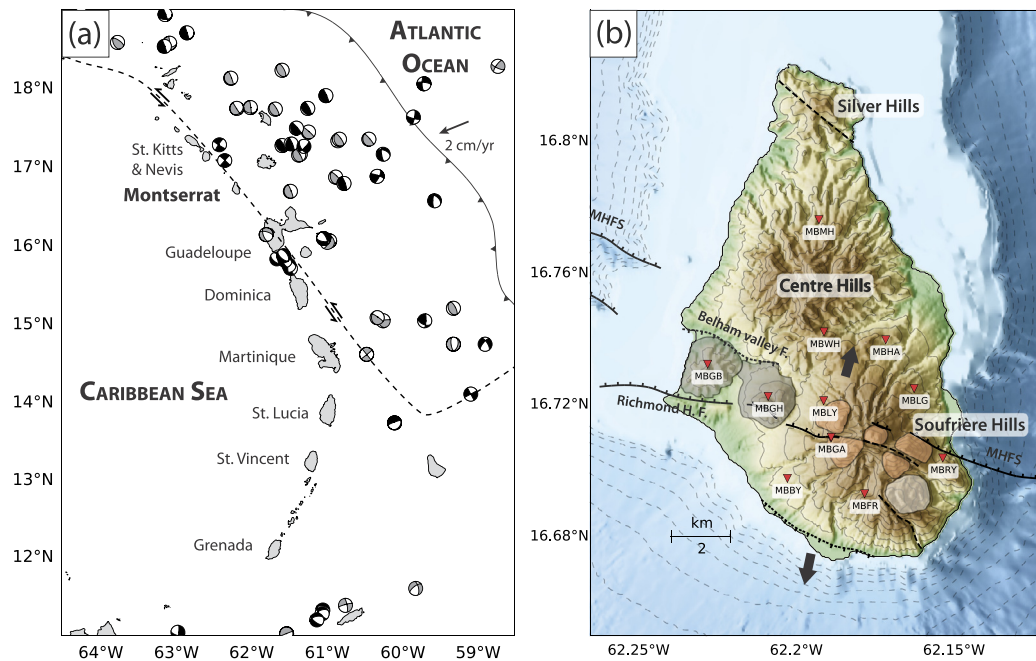 (a)
ATLANTIC
OCEAN
2 cm/yr
St. Kitts
& Nevis
Montserrat
Guadeloupe
Dominica
Martinique
CARIBBEAN SEA
St. Lucia
St. Vincent
Grenada
18°N
17°N
16°N
15°N
14°N
13°N
12°N
64°W
63°W
62°W
61°W
60°W
59°W
(b)
Silver Hills
MHFS
MBMH
Centre Hills
Belham valley F.
MBWH
MBHA
MBGB
MBGH
MBLY
MBLG
Richmond H. F.
Soufrière Hills
MBGA
MHFS
MBRY
MBBY
MBFR
km
2
16.8°N
16.76°N
16.72°N
16.68°N
62.25°W
62.20°W
62.15°W